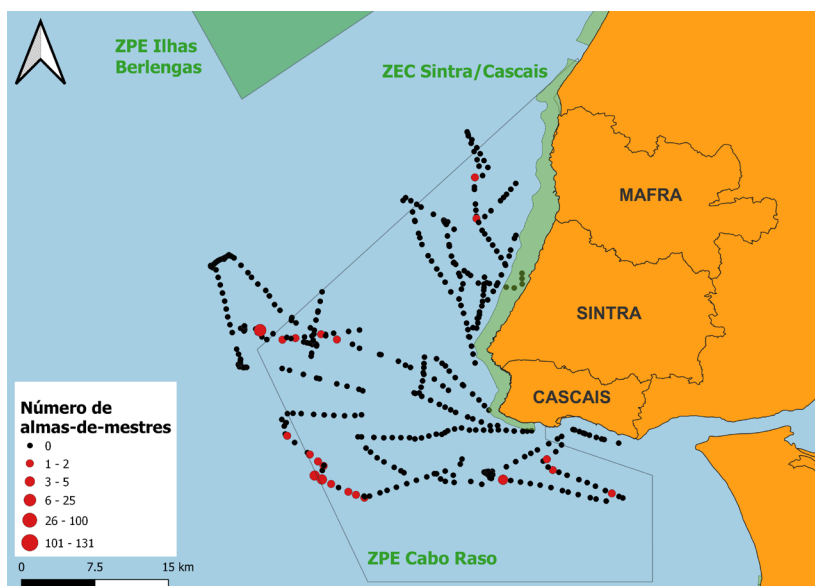 ZPE Ilhas
Berlengas
ZEC Sintra/Cascais
MAFRA
SINTRA
CASCAIS
Número de
almas-de-mestres
0
1 - 2
3 - 5
6 - 25
26 - 100
101 - 131
ZPE Cabo Raso
0 7.5 15 km